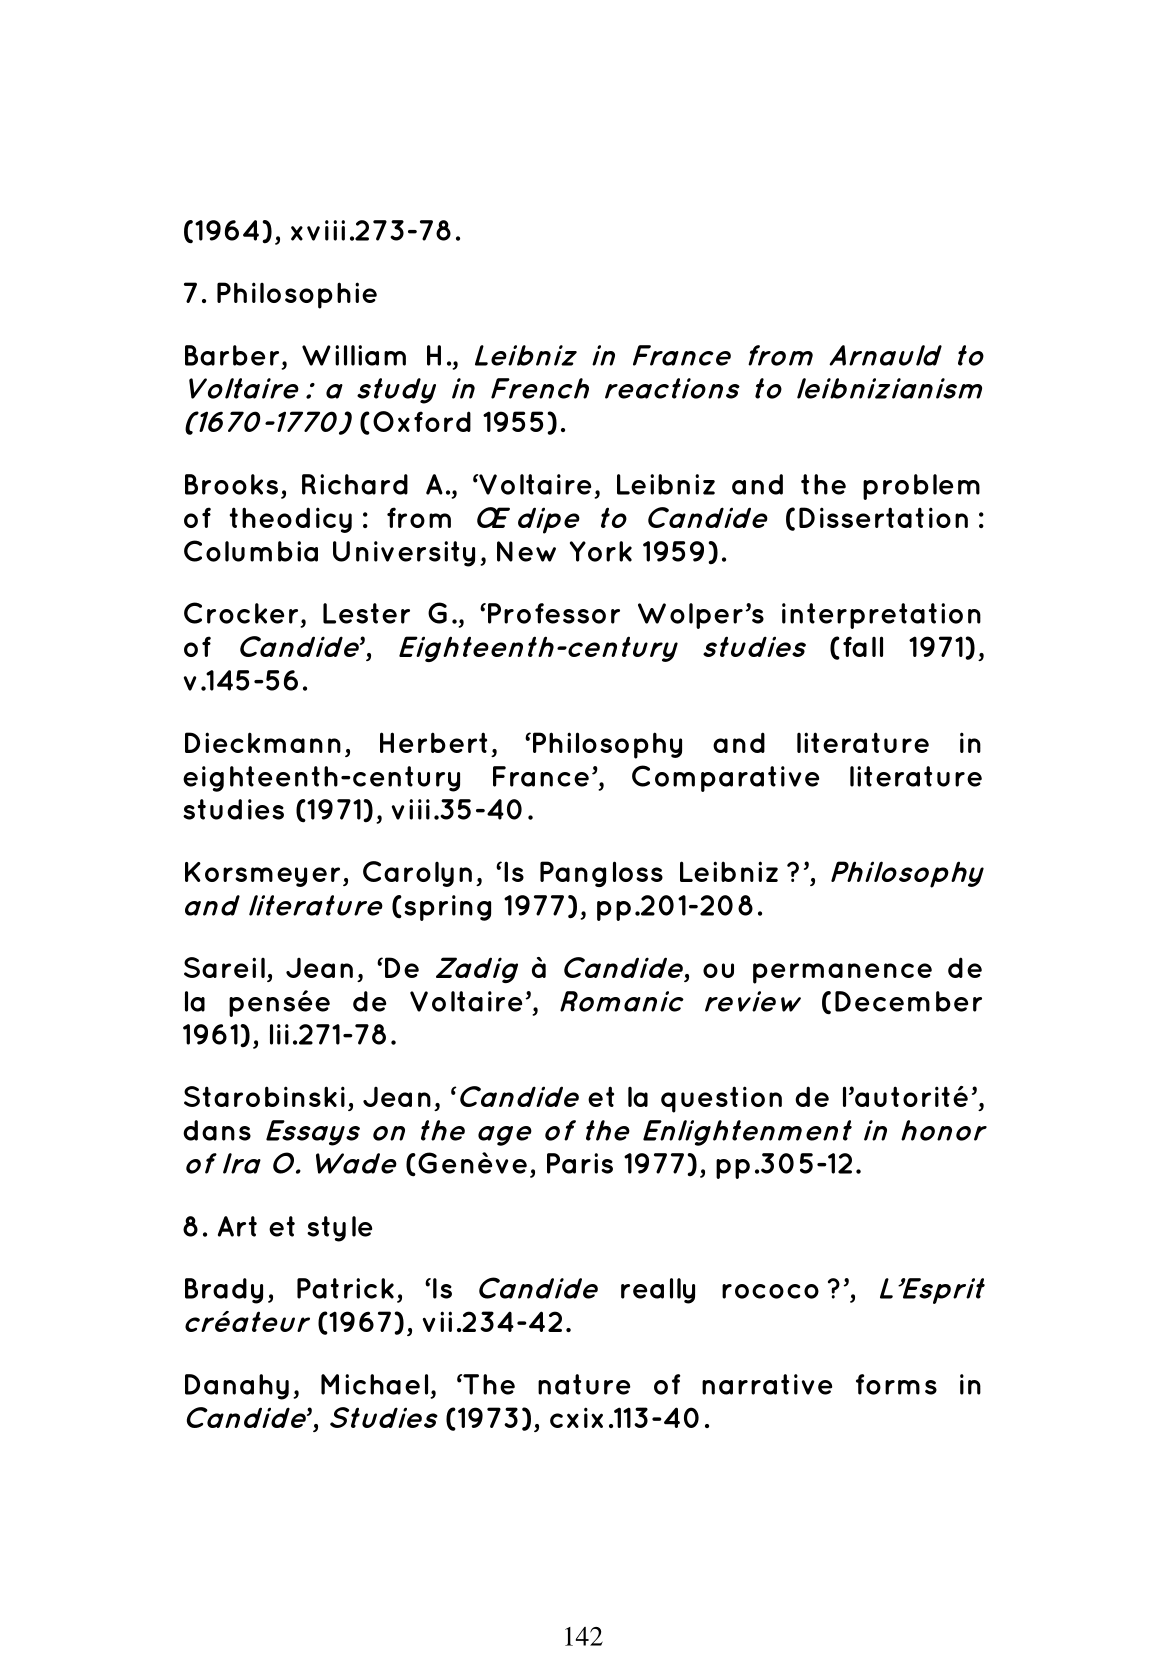 (1964), xviii.273-78.
7. Philosophie
Barber, William H., Leibniz in France from Arnauld to
Voltaire : a study in French reactions to leibnizianism
(1670-1770) (Oxford 1955).
Brooks, Richard A., ‘Voltaire, Leibniz and the problem
of theodicy : from Œ dipe to Candide (Dissertation :
Columbia University, New York 1959).
Crocker, Lester G., ‘Professor Wolper’s interpretation
of Candide’, Eighteenth-century studies (fall 1971),
v.145-56.
Dieckmann, Herbert, ‘Philosophy and literature in
eighteenth-century France’, Comparative literature
studies (1971), viii.35-40.
Korsmeyer, Carolyn, ‘Is Pangloss Leibniz ?’, Philosophy
and literature (spring 1977), pp.201-208.
Sareil, Jean, ‘De Zadig à Candide, ou permanence de
la pensée de Voltaire’, Romanic review (December
1961), lii.271-78.
Starobinski, Jean, ‘Candide et la question de l’autorité’,
dans Essays on the age of the Enlightenment in honor
of Ira O. Wade (Genève, Paris 1977), pp.305-12.
8. Art et style
Brady, Patrick, ‘Is Candide really rococo ?’, L’Esprit
créateur (1967), vii.234-42.
Danahy, Michael, ‘The nature of narrative forms in
Candide’, Studies (1973), cxix.113-40.
142